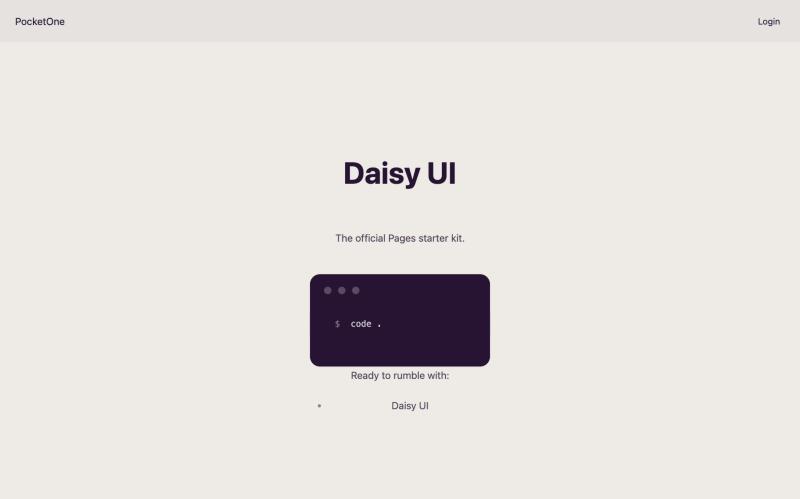 PocketOne
Login
Daisy UI
The official Pages starter kit.
$ code .
Ready to rumble with:
• Daisy UI